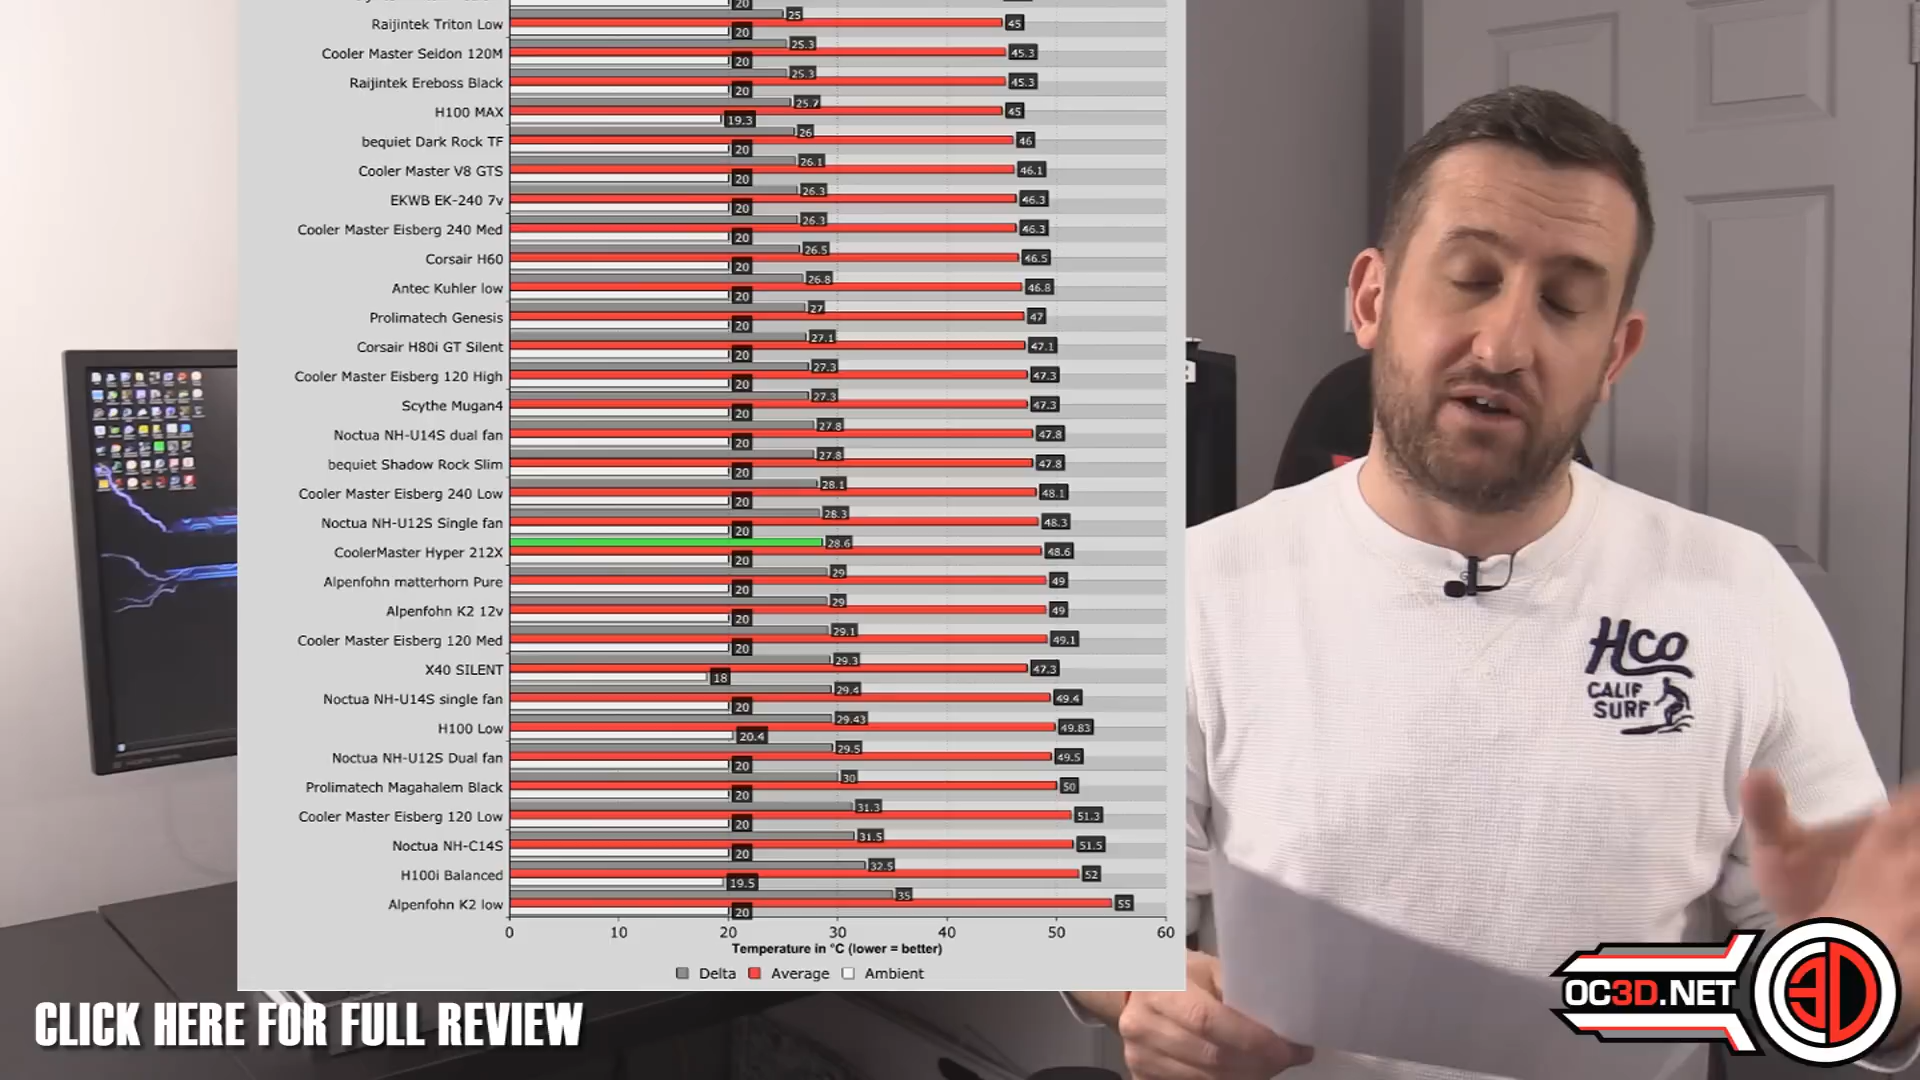 20
25
Raijintek Triton Low 45
20
25.3
Cooler Master Seidon 120M 45.3
20
25.3
Raijintek Ereboss Black 45.3
20
25.7
H100 MAX 45
19.3
26
bequiet Dark Rock TF 46
20
26.1
Cooler Master V8 GTS 46.1
20
26.3
EKWB EK-240 7v 46.3
20
26.3
Cooler Master Eisberg 240 Med 46.3
20
26.5
Corsair H60 46.5
20
26.8
Antec Kuhler low 46.8
20
27
Prolimatech Genesis 47
20
27.1
Corsair H80i GT Silent 47.1
20
27.3
Cooler Master Eisberg 120 High 47.3
20
27.3
Scythe Mugan4 47.3
20
27.8
Noctua NH-U14S dual fan 47.8
20
27.8
bequiet Shadow Rock Slim 47.8
20
28.1
Cooler Master Eisberg 240 Low 48.1
20
28.3
Noctua NH-U12S Single fan 48.3
20
28.6
CoolerMaster Hyper 212X 48.6
20
29
Alpenfohn matterhorn Pure 49
20
29
Alpenfohn K2 12v 49
20
29.1
Cooler Master Eisberg 120 Med 49.1
20
29.3
X40 SILENT 47.3
18
29.4
Noctua NH-U14S single fan 49.4
20
29.43
H100 Low 49.83
20.4
29.5
Noctua NH-U12S Dual fan 49.5
20
30
Prolimatech Magahalem Black 50
20
31.3
Cooler Master Eisberg 120 Low 51.3
20
31.5
Noctua NH-C14S 51.5
20
32.5
H100i Balanced 52
19.5
35
Alpenfohn K2 low 55
20
0 10 20 30 40 50 60
Temperature in °C (lower = better)
Delta Average Ambient
HCO
CALIF
SURF
OC3D.NET
3D
CLICK HERE FOR FULL REVIEW